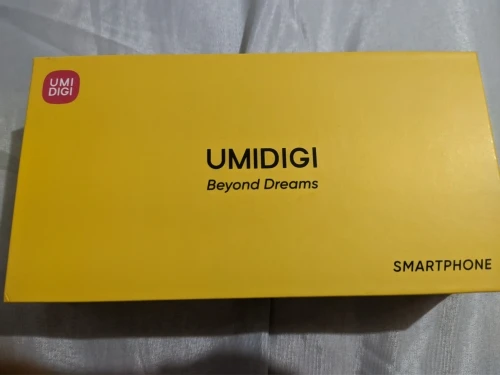 UMI
DIGI
UMIDIGI
Beyond Dreams
SMARTPHONE